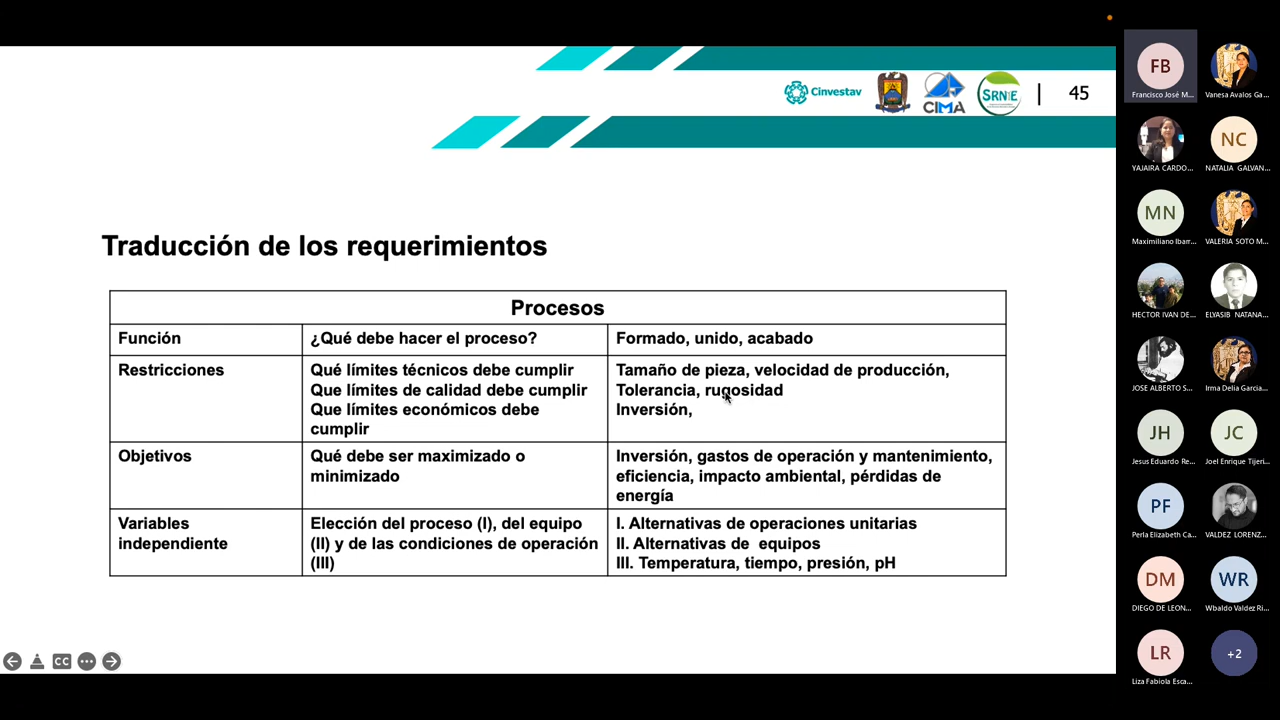 Cinvestav
CIMA
SRNyE
45
Traducción de los requerimientos
Procesos
Función
¿Qué debe hacer el proceso?
Formado, unido, acabado
Restricciones
Qué límites técnicos debe cumplir
Que límites de calidad debe cumplir
Que límites económicos debe
cumplir
Tamaño de pieza, velocidad de producción,
Tolerancia, rugosidad
Inversión,
Objetivos
Qué debe ser maximizado o
minimizado
Inversión, gastos de operación y mantenimiento,
eficiencia, impacto ambiental, pérdidas de
energía
Variables
independiente
Elección del proceso (I), del equipo
(II) y de las condiciones de operación
(III)
I. Alternativas de operaciones unitarias
II. Alternativas de equipos
III. Temperatura, tiempo, presión, pH
CC
FB
Francisco José M...
Vanesa Avalos Ga...
YAJAIRA CARDO...
NC
NATALIA GALVAN...
MN
Maximiliano Ibarr...
VALERIA SOTO M...
HECTOR IVAN DE...
ELYASIB NATANA...
JOSE ALBERTO S...
Irma Delia Garcia...
JH
Jesus Eduardo Re...
JC
Joel Enrique Tijeri...
PF
Perla Elizabeth Ca...
VALDEZ LORENZ...
DM
DIEGO DE LEON...
WR
Wbaldo Valdez Ri...
LR
Liza Fabiola Esca...
+2